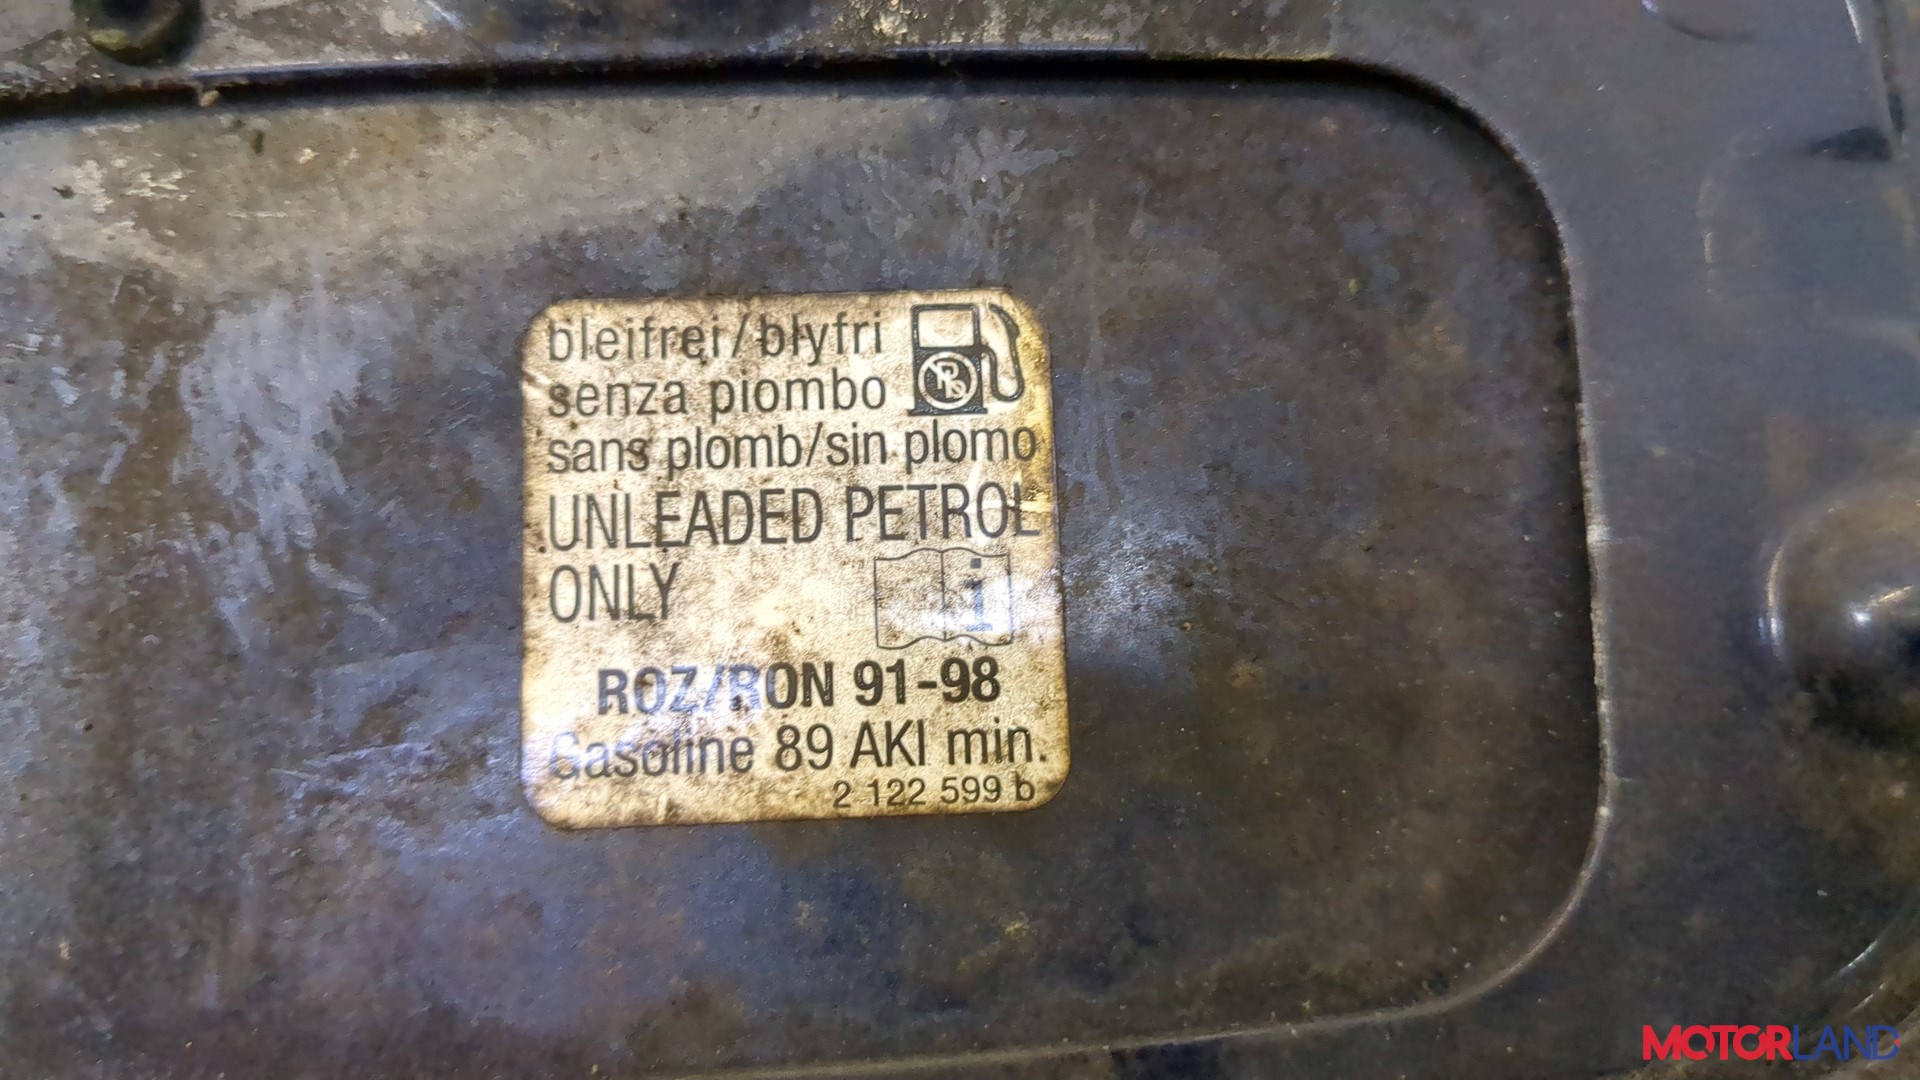 bleifrei/blyfri
senza piombo
sans plomb/sin plomo
UNLEADED PETROL
ONLY
i
ROZ/RON 91-98
Gasoline 89 AKI min.
2 122 599 b
MOTORLAND